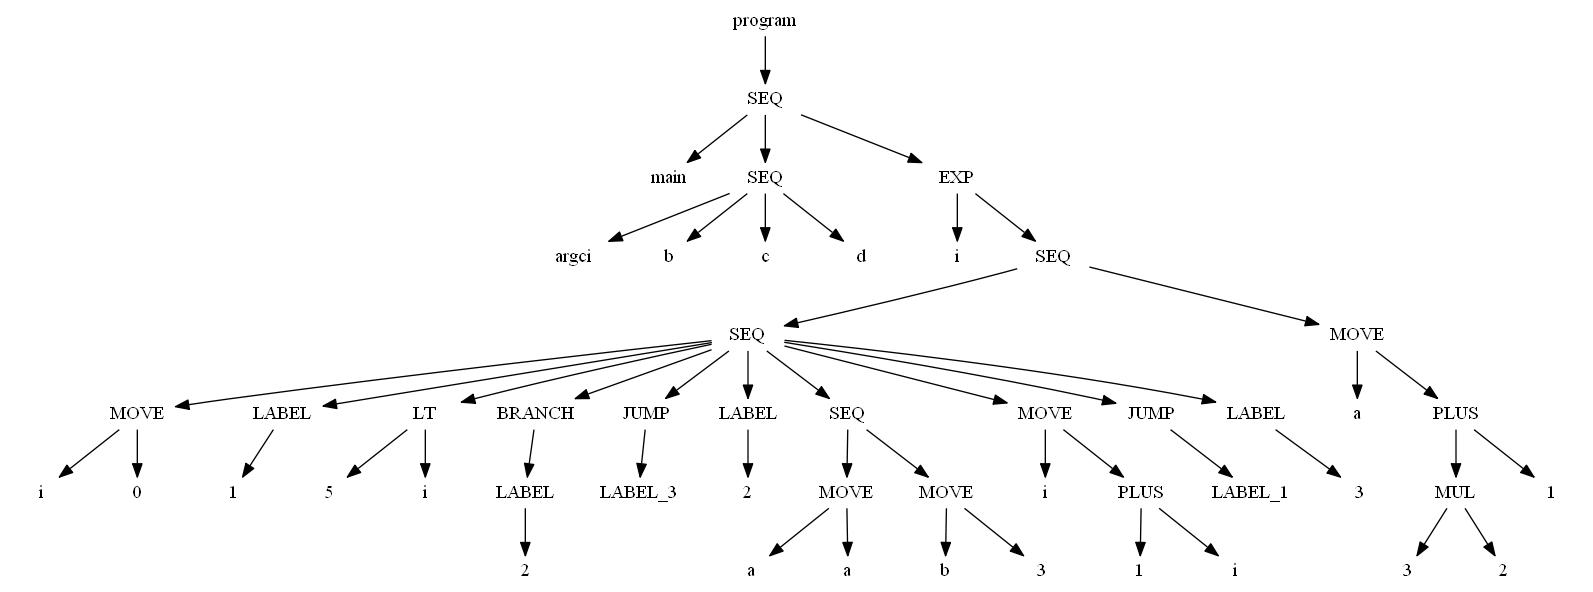 program
SEQ
main SEQ EXP
argci b c d i SEQ
SEQ MOVE
MOVE LABEL LT BRANCH JUMP LABEL SEQ MOVE JUMP LABEL a PLUS
i 0 1 5 i LABEL LABEL_3 2 MOVE MOVE i PLUS LABEL_1 3 MUL 1
2 a a b 3 1 i 3 2